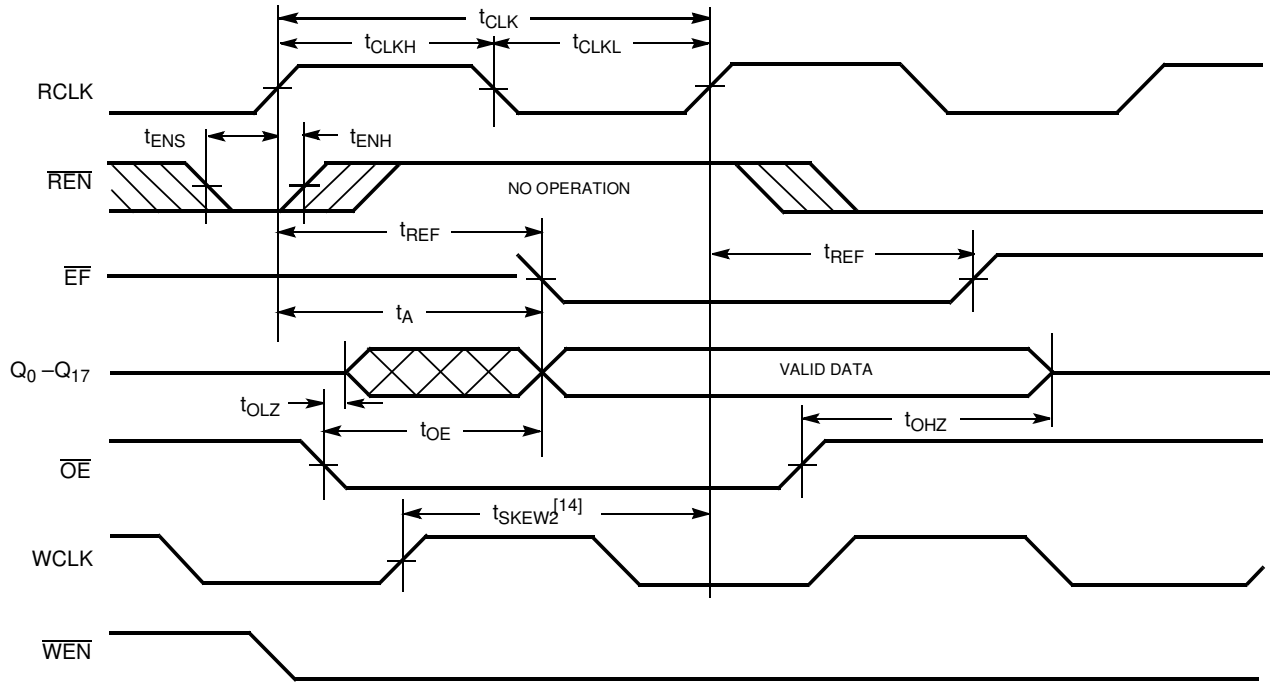 tCLK
tCLKH
tCLKL
RCLK
tENS
tENH
REN
NO OPERATION
tREF
tREF
EF
tA
Q0 –Q17
VALID DATA
tOLZ
tOE
tOHZ
OE
tSKEW2[14]
WCLK
WEN